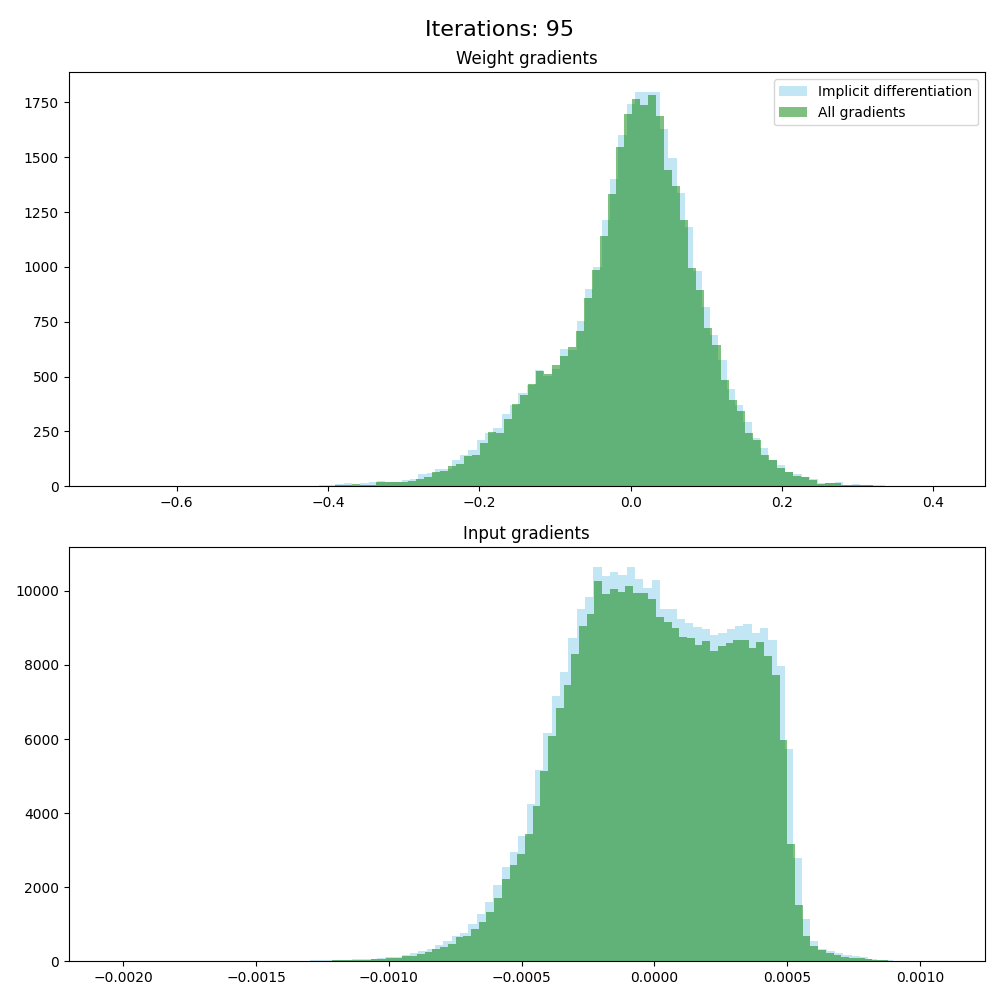 Iterations: 95
Weight gradients
Implicit differentiation
All gradients
1750
1500
1250
1000
750
500
250
0
−0.6 −0.4 −0.2 0.0 0.2 0.4
Input gradients
10000
8000
6000
4000
2000
0
−0.0020 −0.0015 −0.0010 −0.0005 0.0000 0.0005 0.0010